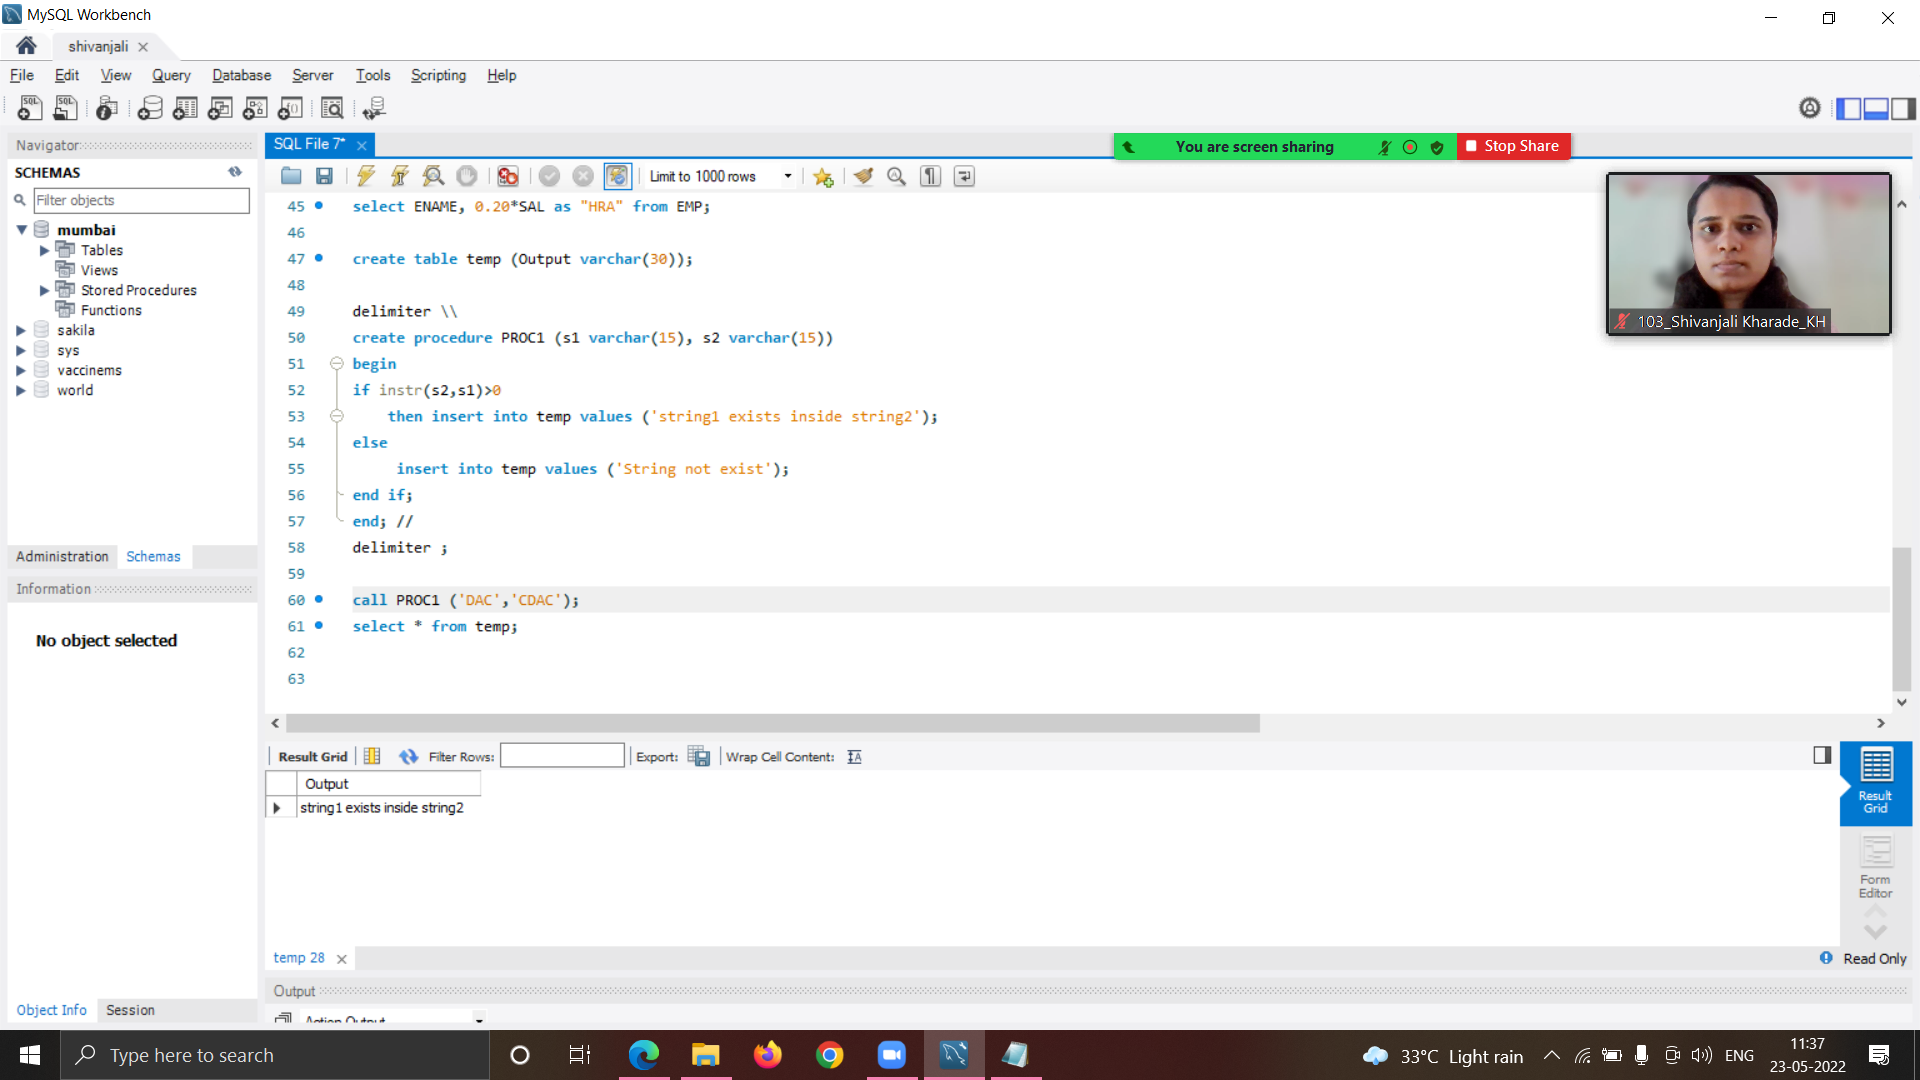 MySQL Workbench
shivanjali
File Edit View Query Database Server Tools Scripting Help
Navigator
SCHEMAS
Filter objects
mumbai
Tables
Views
Stored Procedures
Functions
sakila
sys
vaccinems
world
Administration Schemas
Information
No object selected
Object Info Session
SQL File 7*
You are screen sharing Stop Share
Limit to 1000 rows
103_Shivanjali Kharade_KH
45 select ENAME, 0.20*SAL as "HRA" from EMP;
46
47 create table temp (Output varchar(30));
48
49 delimiter \\
50 create procedure PROC1 (s1 varchar(15), s2 varchar(15))
51 begin
52 if instr(s2,s1)>0
53 then insert into temp values ('string1 exists inside string2');
54 else
55 insert into temp values ('String not exist');
56 end if;
57 end; //
58 delimiter ;
59
60 call PROC1 ('DAC','CDAC');
61 select * from temp;
62
63
Result Grid Filter Rows: Export: Wrap Cell Content:
Output
string1 exists inside string2
Result
Grid
Form
Editor
temp 28
Read Only
Output
Action Output
Type here to search
33°C Light rain
ENG
11:37
23-05-2022